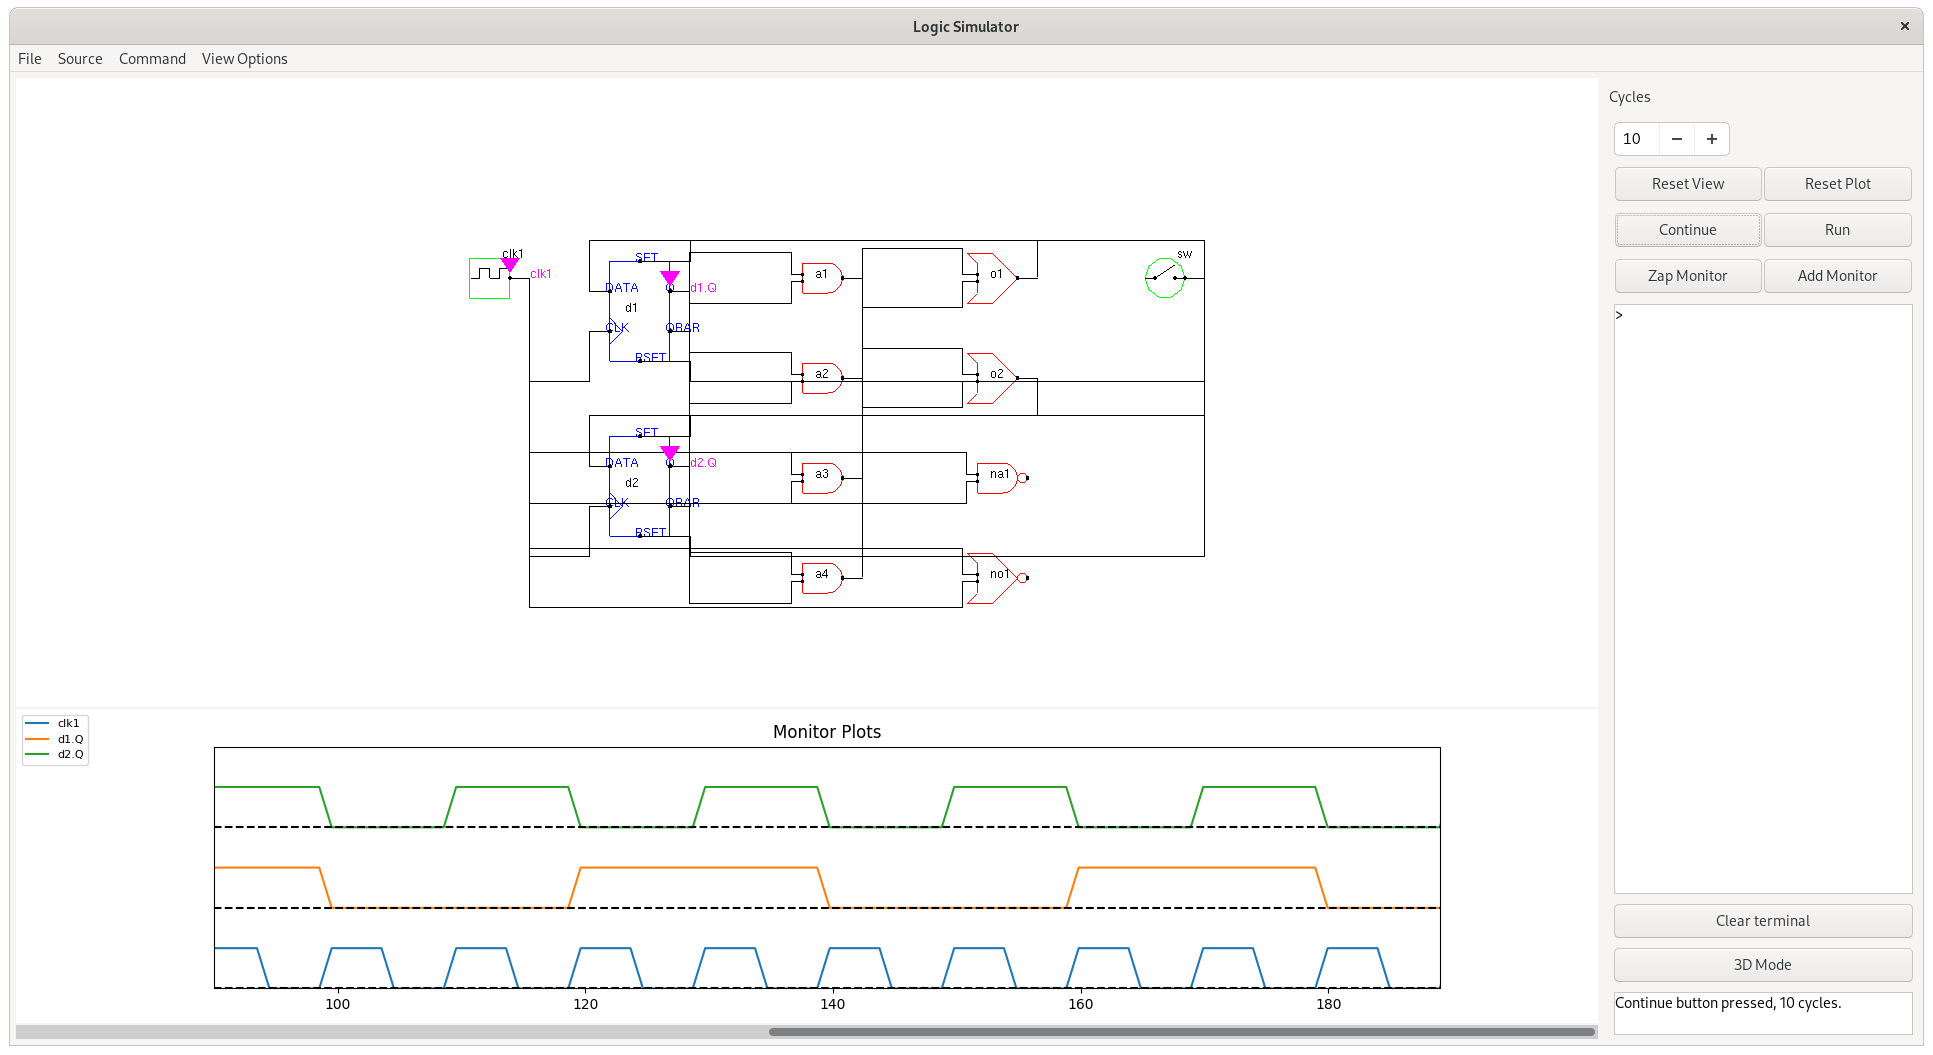 Logic Simulator
×
File Source Command View Options
Cycles
10 − +
Reset View Reset Plot
Continue Run
Zap Monitor Add Monitor
>
clk1
clk1
SET
DATA
Q
d1.Q
d1
CLK
QBAR
RSET
SET
DATA
Q
d2.Q
d2
CLK
QBAR
RSET
a1
a2
a3
a4
o1
o2
na1
no1
sw
clk1
d1.Q
d2.Q
Monitor Plots
100 120 140 160 180
Clear terminal
3D Mode
Continue button pressed, 10 cycles.